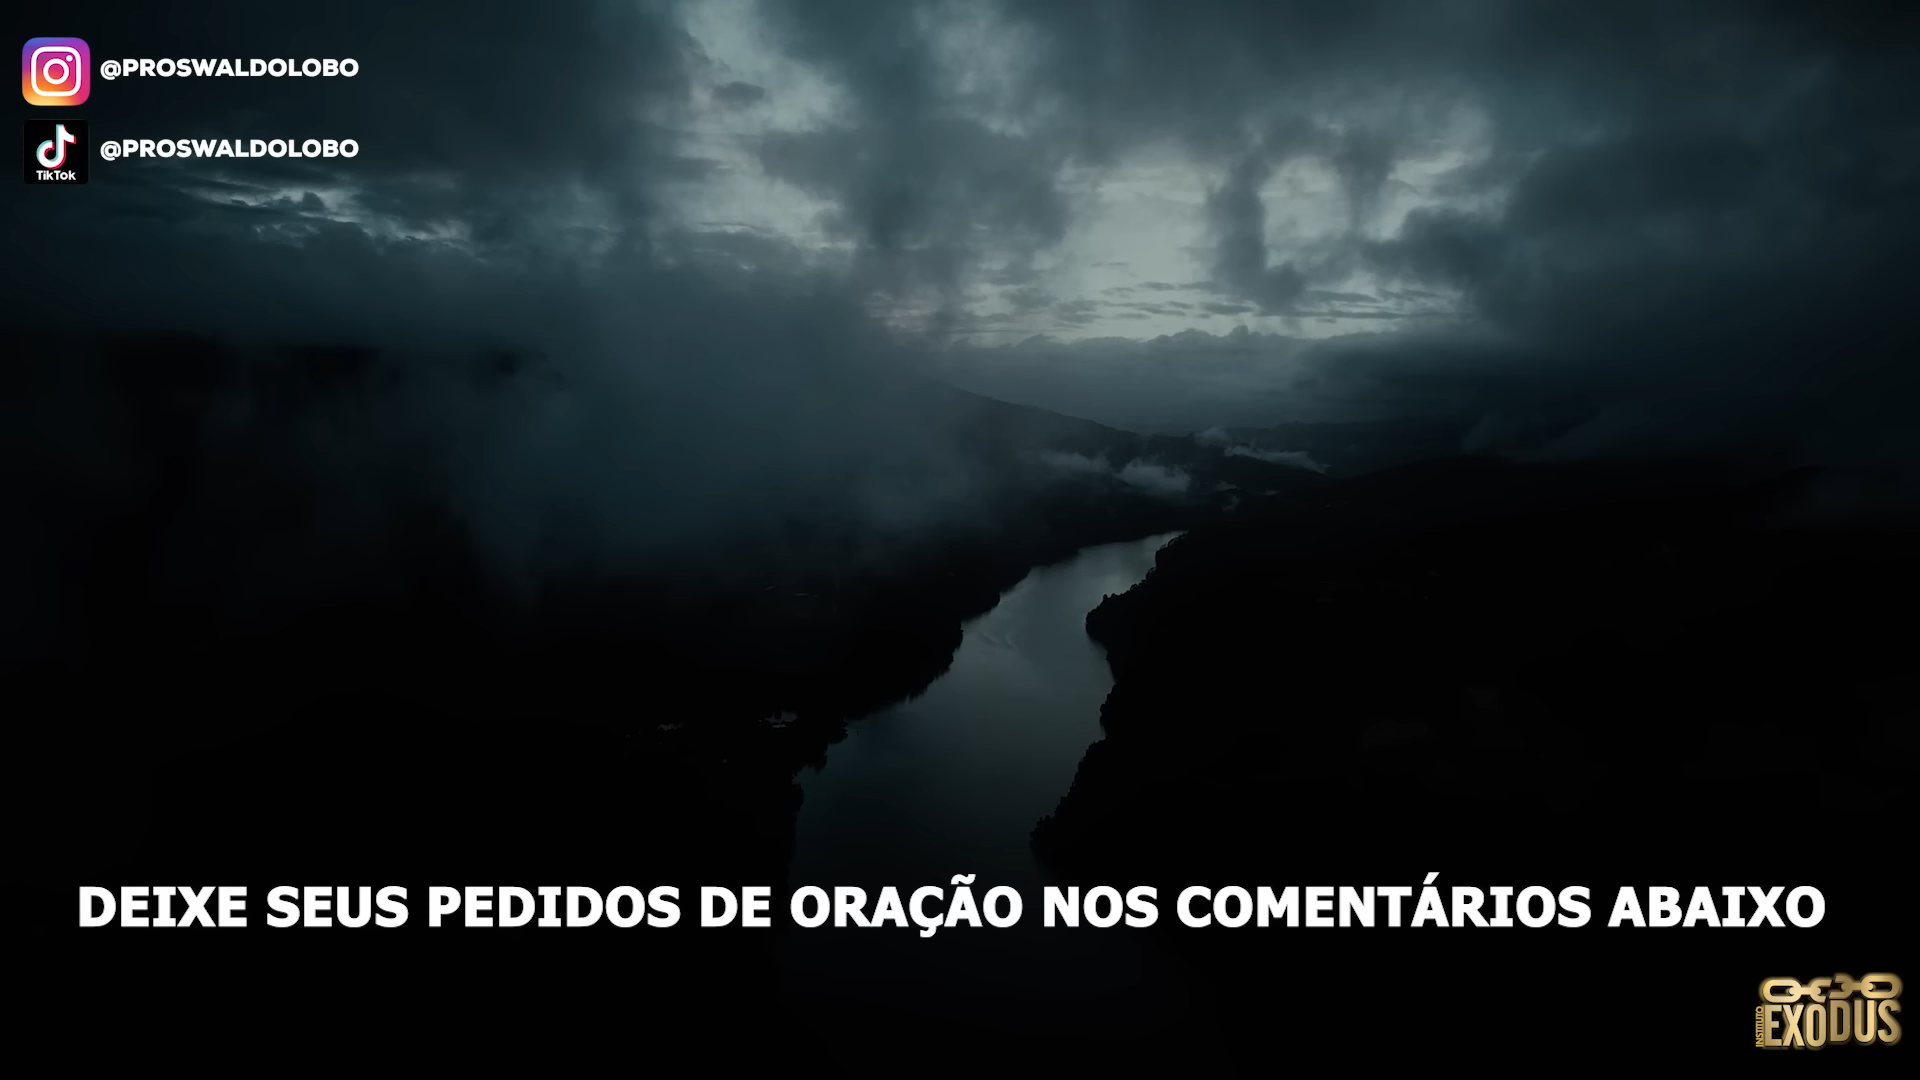 @PROSWALDOLOBO
TikTok
@PROSWALDOLOBO
DEIXE SEUS PEDIDOS DE ORAÇÃO NOS COMENTÁRIOS ABAIXO
INSTITUTO
EXODUS